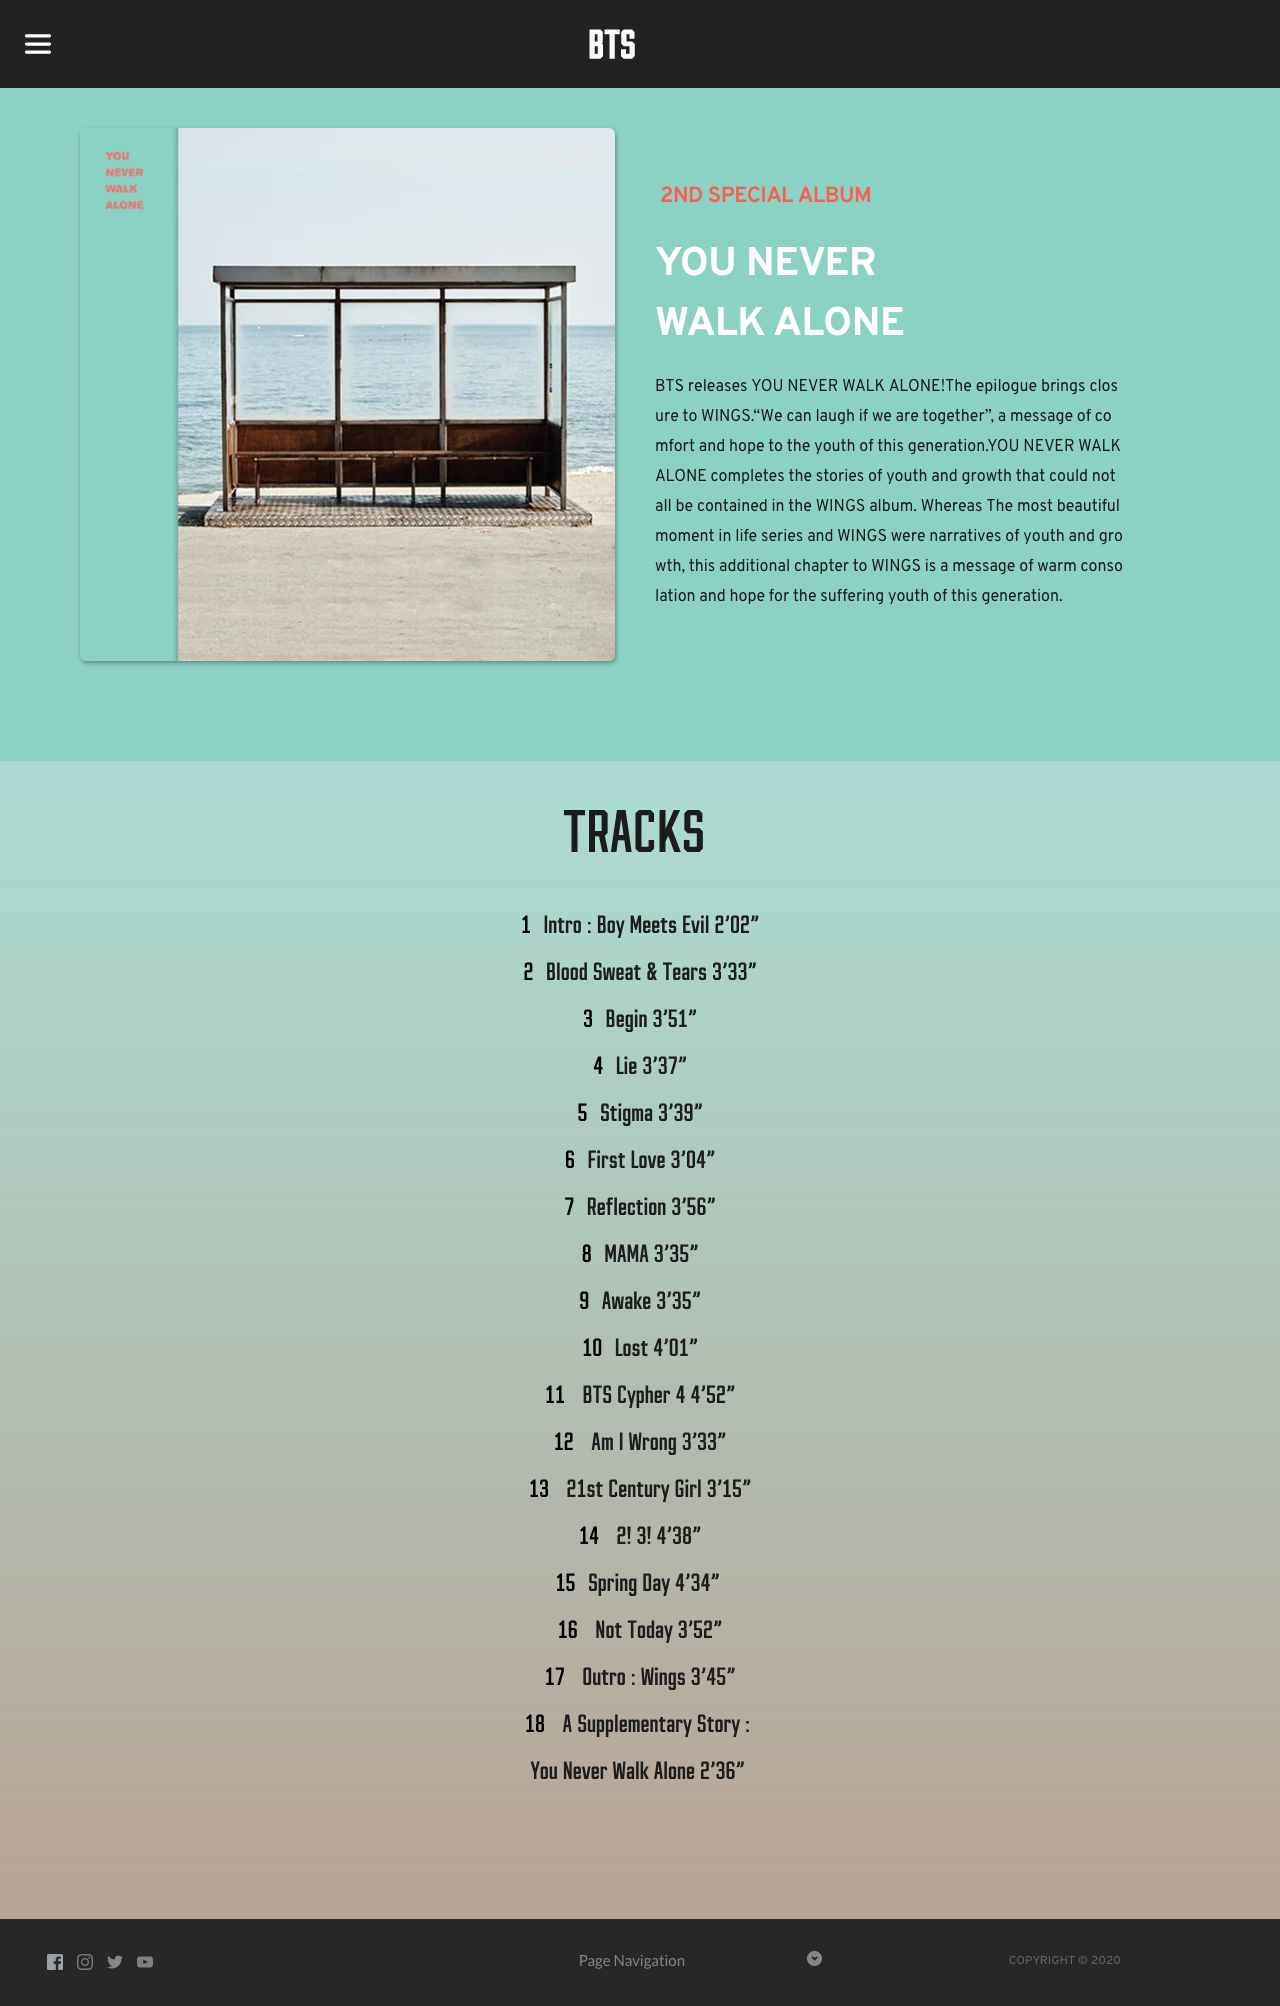 BTS
YOU
NEVER
WALK
ALONE
2ND SPECIAL ALBUM
YOU NEVER
WALK ALONE
BTS releases YOU NEVER WALK ALONE!The epilogue brings clos
ure to WINGS.“We can laugh if we are together”, a message of co
mfort and hope to the youth of this generation.YOU NEVER WALK
ALONE completes the stories of youth and growth that could not
all be contained in the WINGS album. Whereas The most beautiful
moment in life series and WINGS were narratives of youth and gro
wth, this additional chapter to WINGS is a message of warm conso
lation and hope for the suffering youth of this generation.
TRACKS
1 Intro : Boy Meets Evil 2’02”
2 Blood Sweat & Tears 3’33”
3 Begin 3’51”
4 Lie 3’37”
5 Stigma 3’39”
6 First Love 3’04”
7 Reflection 3’56”
8 MAMA 3’35”
9 Awake 3’35”
10 Lost 4’01”
11 BTS Cypher 4 4’52”
12 Am I Wrong 3’33”
13 21st Century Girl 3’15”
14 2! 3! 4’38”
15 Spring Day 4’34”
16 Not Today 3’52”
17 Outro : Wings 3’45”
18 A Supplementary Story :
You Never Walk Alone 2’36”
Page Navigation
COPYRIGHT © 2020